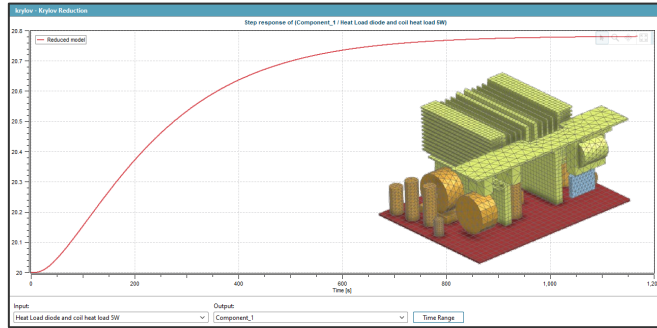 krylov - Krylov Reduction
Step response of (Component_1 / Heat Load diode and coil heat load 5W)
Reduced model
20.8
20.7
20.6
20.5
20.4
20.3
20.2
20.1
20
0 200 400 600 800 1,000 1,20
Time [s]
Input: Output:
Heat Load diode and coil heat load 5W Component_1 Time Range